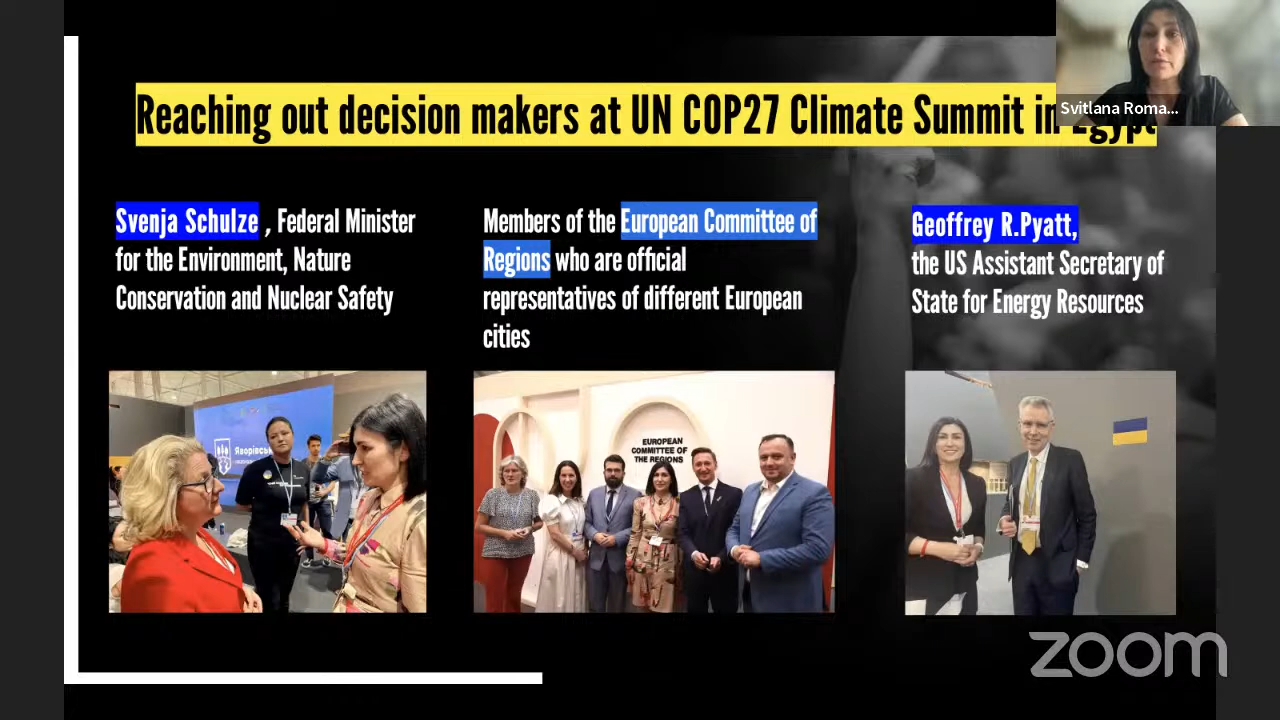 Reaching out decision makers at UN COP27 Climate Summit in Egypt
Svitlana Roma...
Svenja Schulze , Federal Minister
for the Environment, Nature
Conservation and Nuclear Safety
Members of the European Committee of
Regions who are official
representatives of different European
cities
Geoffrey R.Pyatt,
the US Assistant Secretary of
State for Energy Resources
Яворівськ
EUROPEAN
COMMITTEE OF
THE REGIONS
zoom